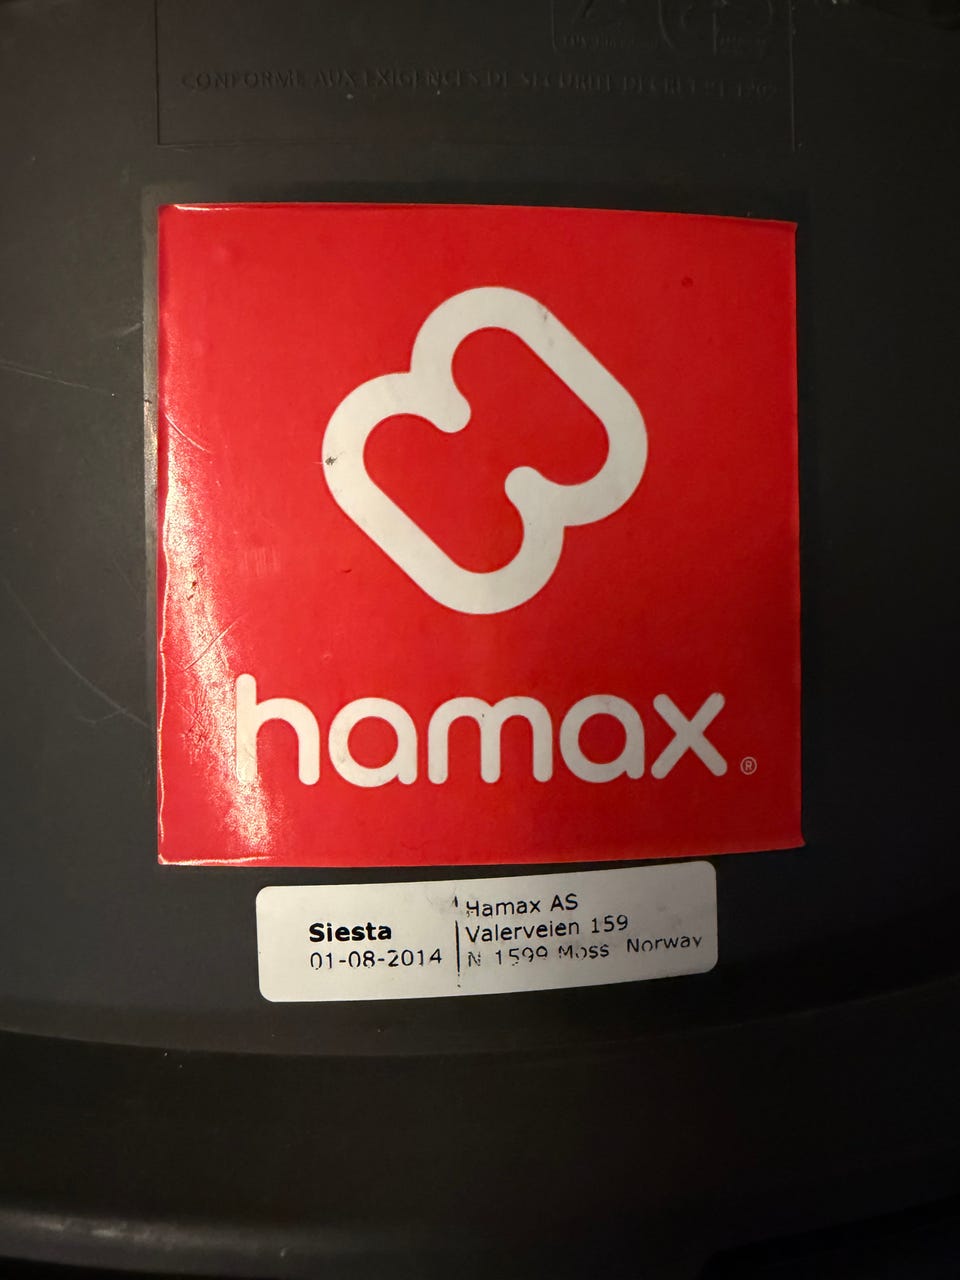 CONFORME AUX EXIGENCES DE SECURITE DECRET
hamax®
Siesta
01-08-2014
Hamax AS
Valerveien 159
N 1599 Moss Norway